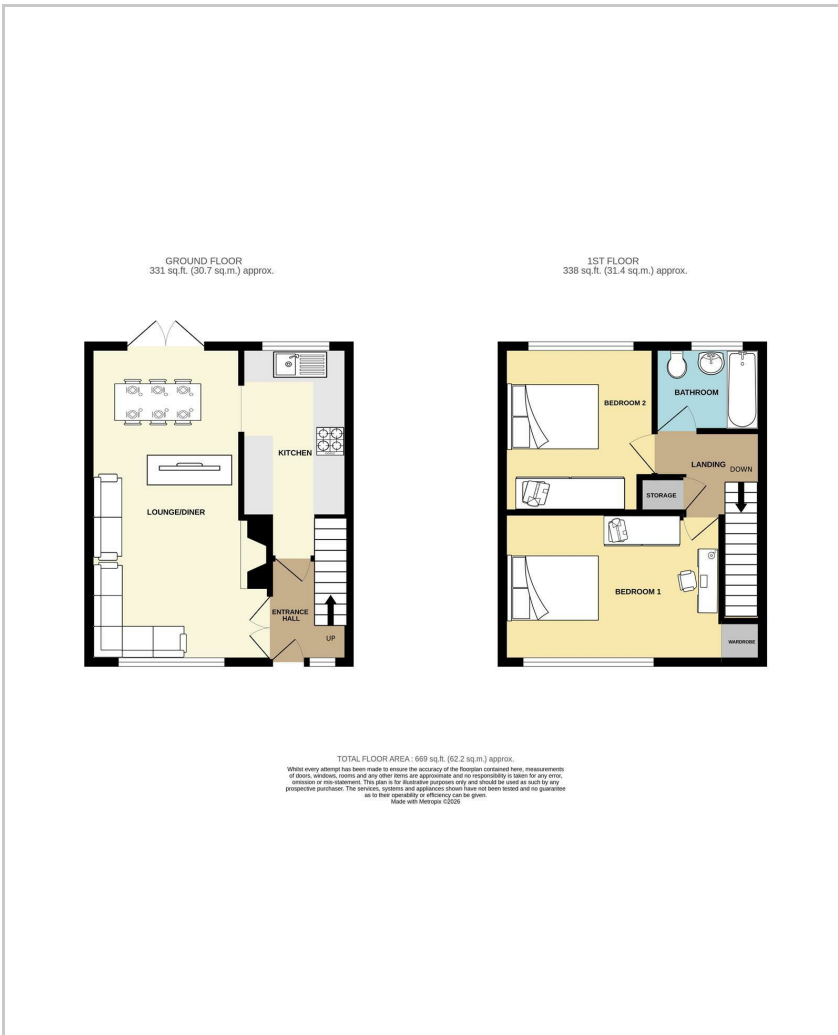 GROUND FLOOR
331 sq.ft. (30.7 sq.m.) approx.
LOUNGE/DINER
KITCHEN
ENTRANCE
HALL
UP
1ST FLOOR
338 sq.ft. (31.4 sq.m.) approx.
BEDROOM 2
BATHROOM
LANDING
DOWN
STORAGE
BEDROOM 1
WARDROBE
TOTAL FLOOR AREA : 669 sq.ft. (62.2 sq.m.) approx.
Whilst every attempt has been made to ensure the accuracy of the floorplan contained here, measurements
of doors, windows, rooms and any other items are approximate and no responsibility is taken for any error,
omission or mis-statement. This plan is for illustrative purposes only and should be used as such by any
prospective purchaser. The services, systems and appliances shown have not been tested and no guarantee
as to their operability or efficiency can be given.
Made with Metropix ©2026